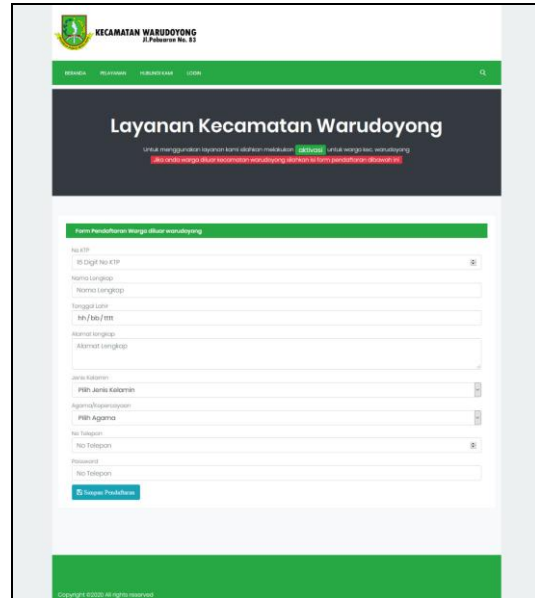 KECAMATAN WARUDOYONG
Jl.Pabuaran No. 83
BERANDA PELAYANAN HUBUNGI KAMI LOGIN
Layanan Kecamatan Warudoyong
Untuk menggunakan layanan kami silahkan melakukan aktivasi untuk warga kec. warudoyong
Jika anda warga diluar kecamatan warudoyong silahkan isi form pendaftaran dibawah ini
Form Pendaftaran Warga diluar warudoyong
No KTP
16 Digit No KTP
Nama Lengkap
Nama Lengkap
Tanggal Lahir
hh / bb / tttt
Alamat Lengkap
Alamat Lengkap
Jenis Kelamin
Pilih Jenis Kelamin
Agama/Kepercayaan
Pilih Agama
No Telepon
No Telepon
Password
No Telepon
Simpan Pendaftaran
Copyright ©2020 All rights reserved